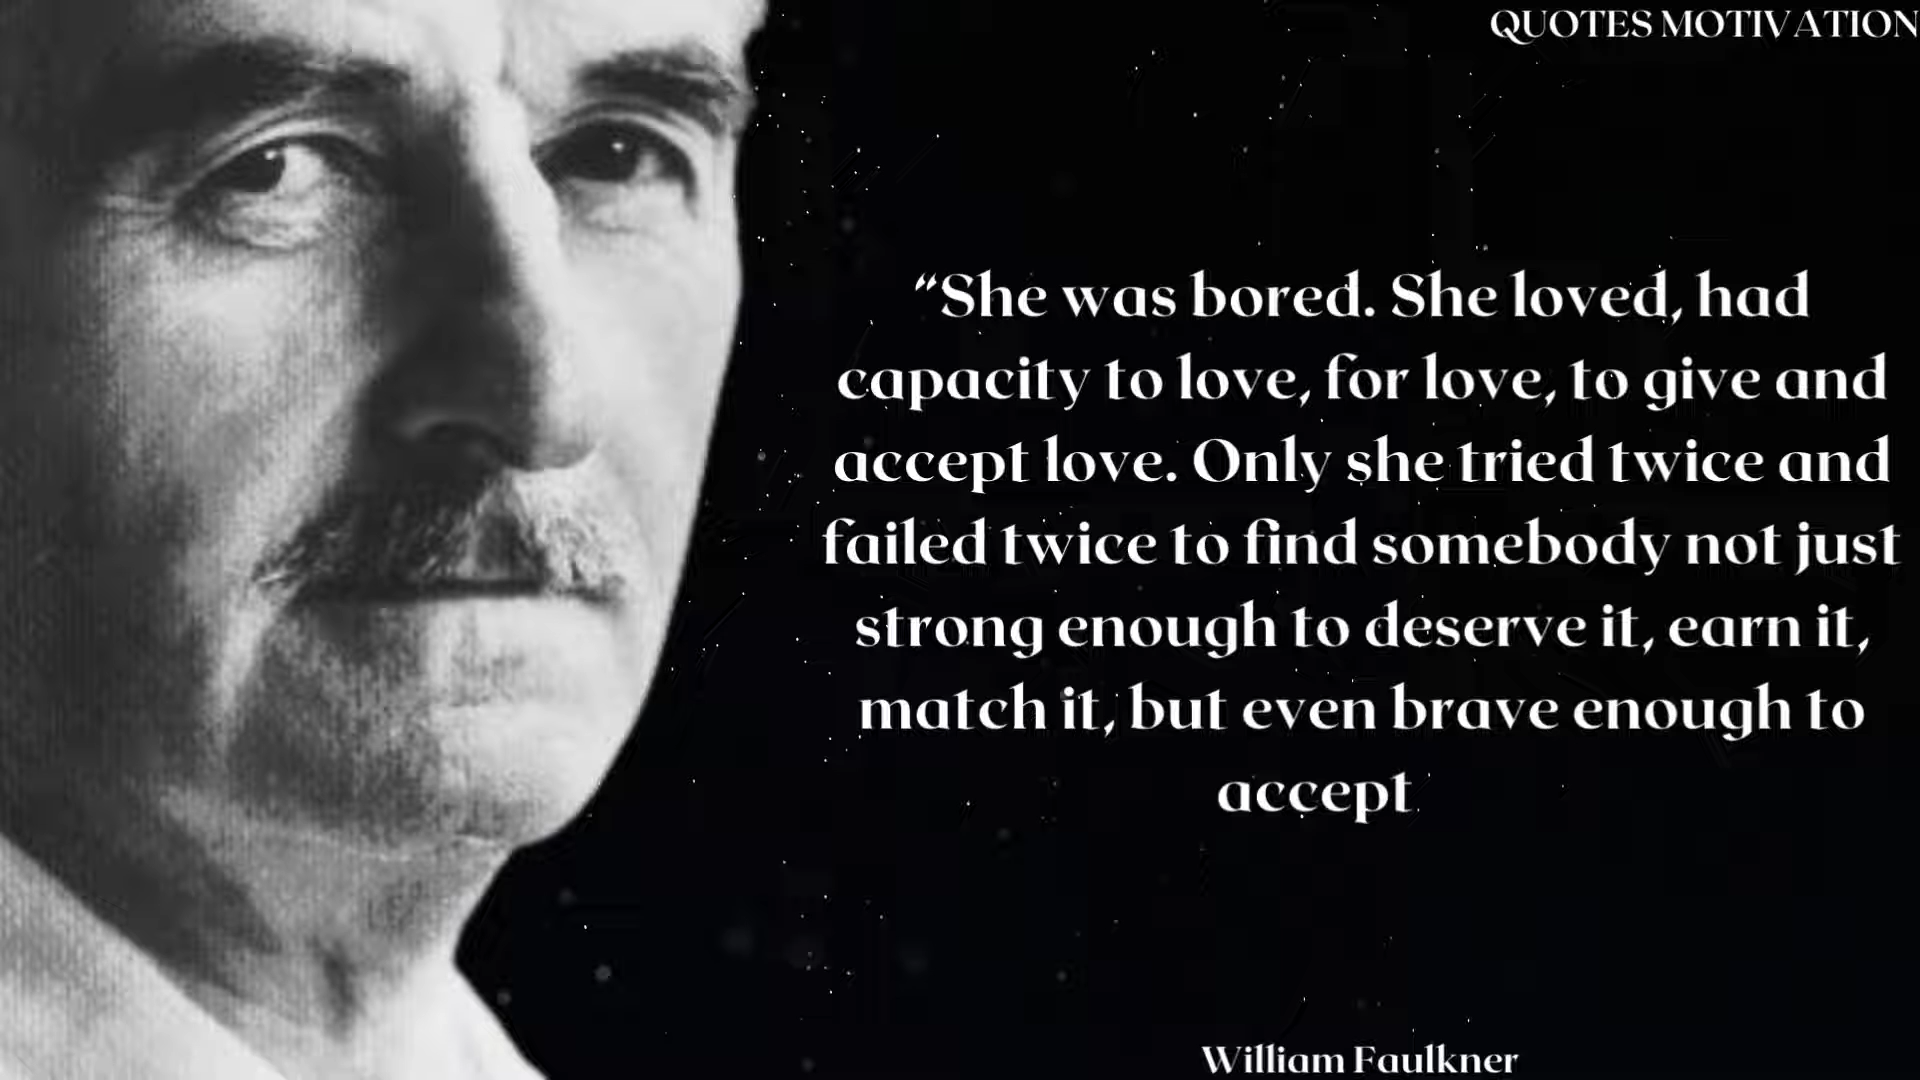 QUOTES MOTIVATION
“She was bored. She loved, had
capacity to love, for love, to give and
accept love. Only she tried twice and
failed twice to find somebody not just
strong enough to deserve it, earn it,
match it, but even brave enough to
accept
William Faulkner